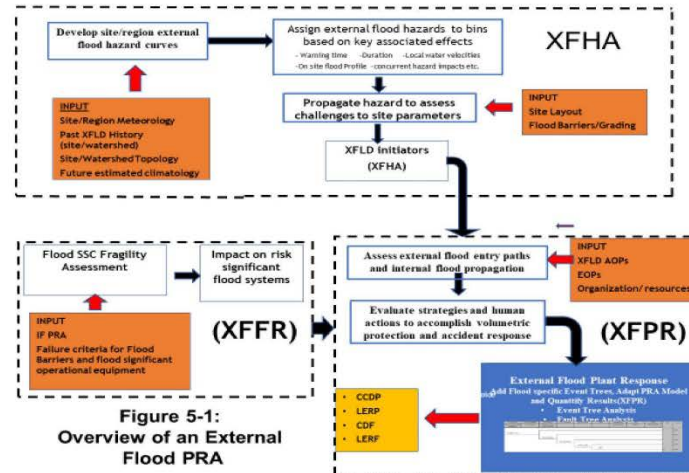 Develop site/region external
flood hazard curves
Assign external flood hazards to bins
based on key associated effects
- Warning time - Duration - Local water velocities
-On site flood Profile - concurrent hazard impacts etc.
XFHA
INPUT
Site/Region Meteorology
Past XFLD History
(site/watershed)
Site/Watershed Topology
Future estimated climatology
Propagate hazard to assess
challenges to site parameters
INPUT
Site Layout
Flood Barriers/Grading
XFLD initiators
(XFHA)
Flood SSC Fragility
Assessment
Impact on risk
significant
flood systems
(XFFR)
INPUT
IF PRA
Failure criteria for Flood
Barriers and flood significant
operational equipment
Assess external flood entry paths
and internal flood propagation
INPUT
XFLD AOPs
EOPs
Organization/ resources
Evaluate strategies and human
actions to accomplish volumetric
protection and accident response
(XFPR)
External Flood Plant Response
Add Flood specific Event Trees, Adapt PRA Model
and Quantify Results(XFPR)
• Event Tree Analysis
• Fault Tree Analysis
• CCDP
• LERP
• CDF
• LERF
Figure 5-1:
Overview of an External
Flood PRA